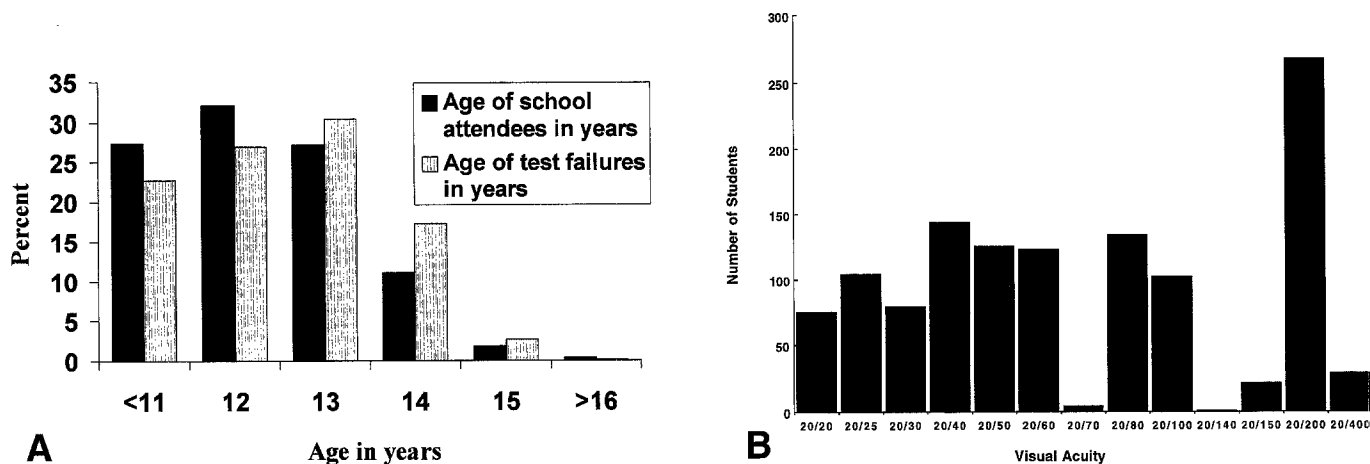 35
30
25
20
15
10
5
0
Percent
Age of school
attendees in years
Age of test failures
in years
<11 12 13 14 15 >16
Age in years
A
300
250
200
150
100
50
0
Number of Students
20/20 20/25 20/30 20/40 20/50 20/60 20/70 20/80 20/100 20/140 20/150 20/200 20/400
Visual Acuity
B